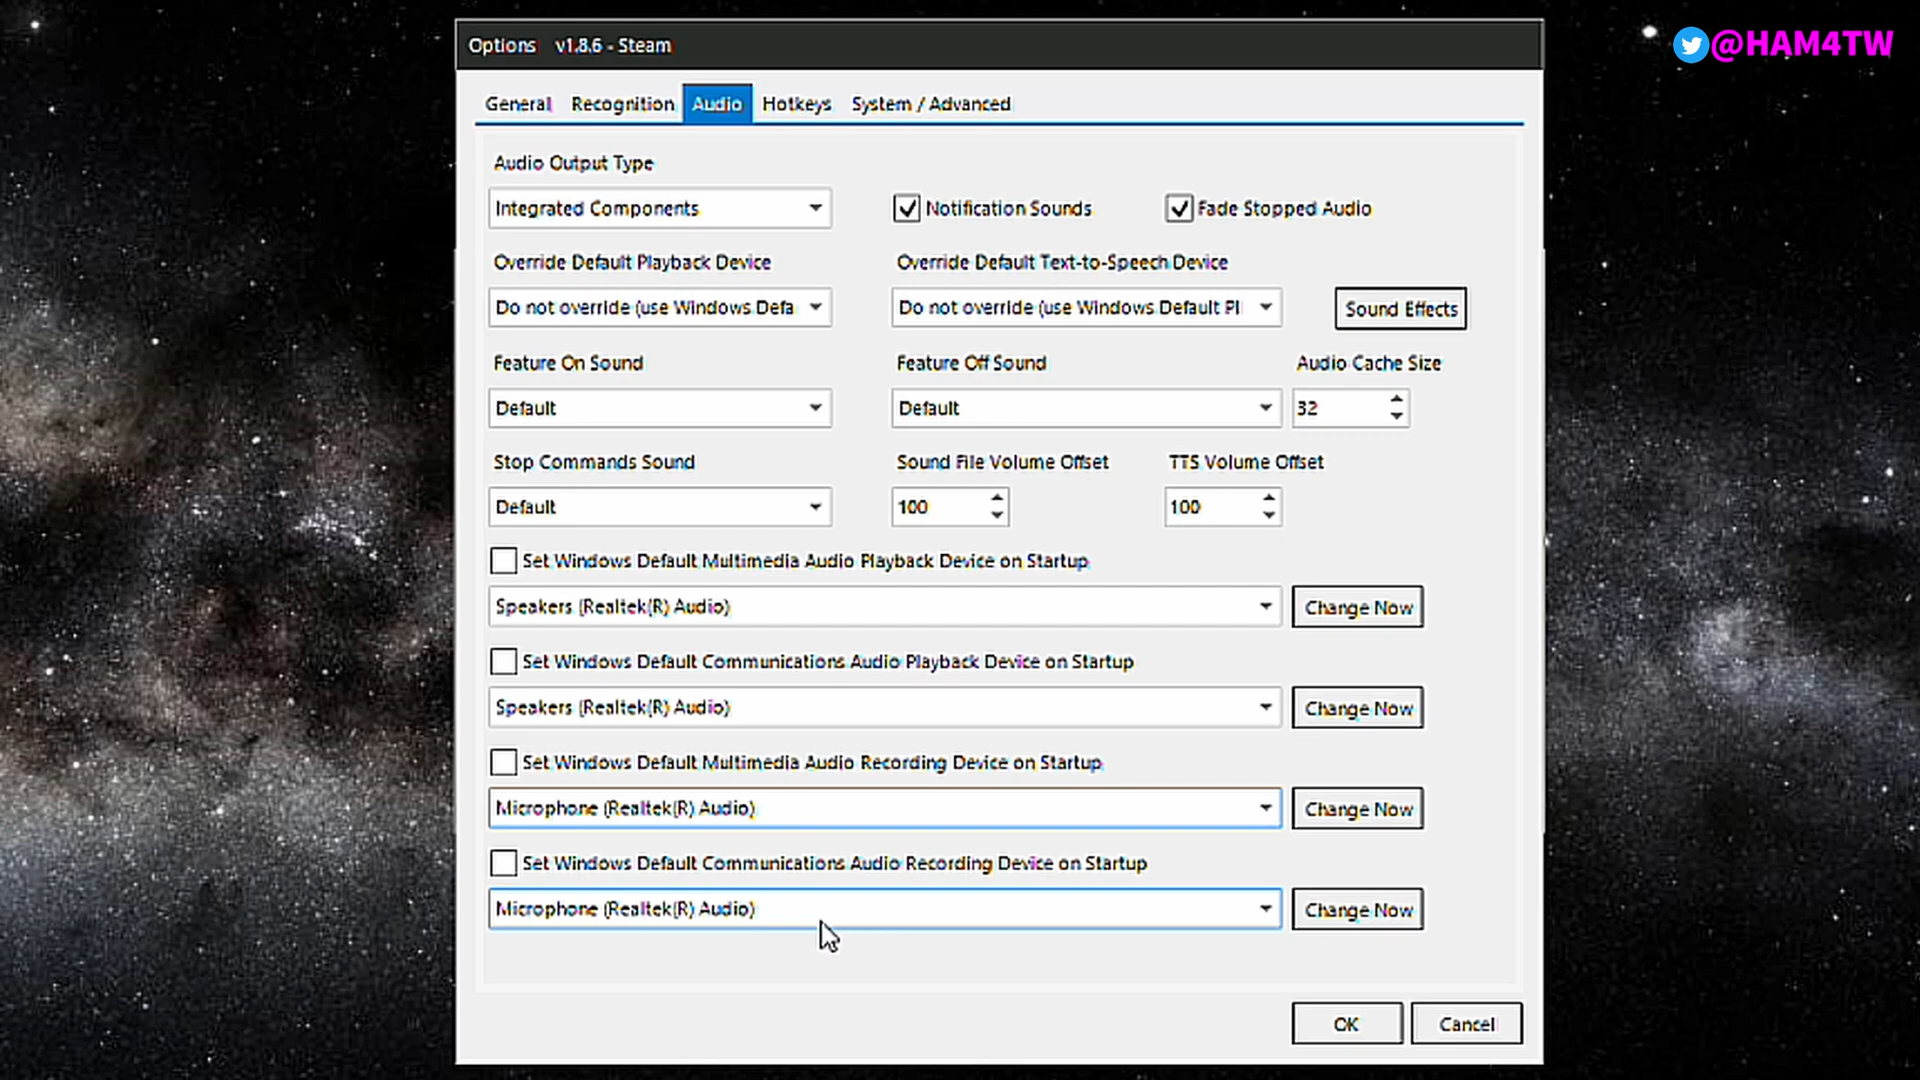 @HAM4TW
Options v1.8.6 - Steam
General Recognition Audio Hotkeys System / Advanced
Audio Output Type
Integrated Components Notification Sounds Fade Stopped Audio
Override Default Playback Device Override Default Text-to-Speech Device
Do not override (use Windows Defa Do not override (use Windows Default Pl Sound Effects
Feature On Sound Feature Off Sound Audio Cache Size
Default Default 32
Stop Commands Sound Sound File Volume Offset TTS Volume Offset
Default 100 100
Set Windows Default Multimedia Audio Playback Device on Startup
Speakers (Realtek(R) Audio) Change Now
Set Windows Default Communications Audio Playback Device on Startup
Speakers (Realtek(R) Audio) Change Now
Set Windows Default Multimedia Audio Recording Device on Startup
Microphone (Realtek(R) Audio) Change Now
Set Windows Default Communications Audio Recording Device on Startup
Microphone (Realtek(R) Audio) Change Now
OK Cancel